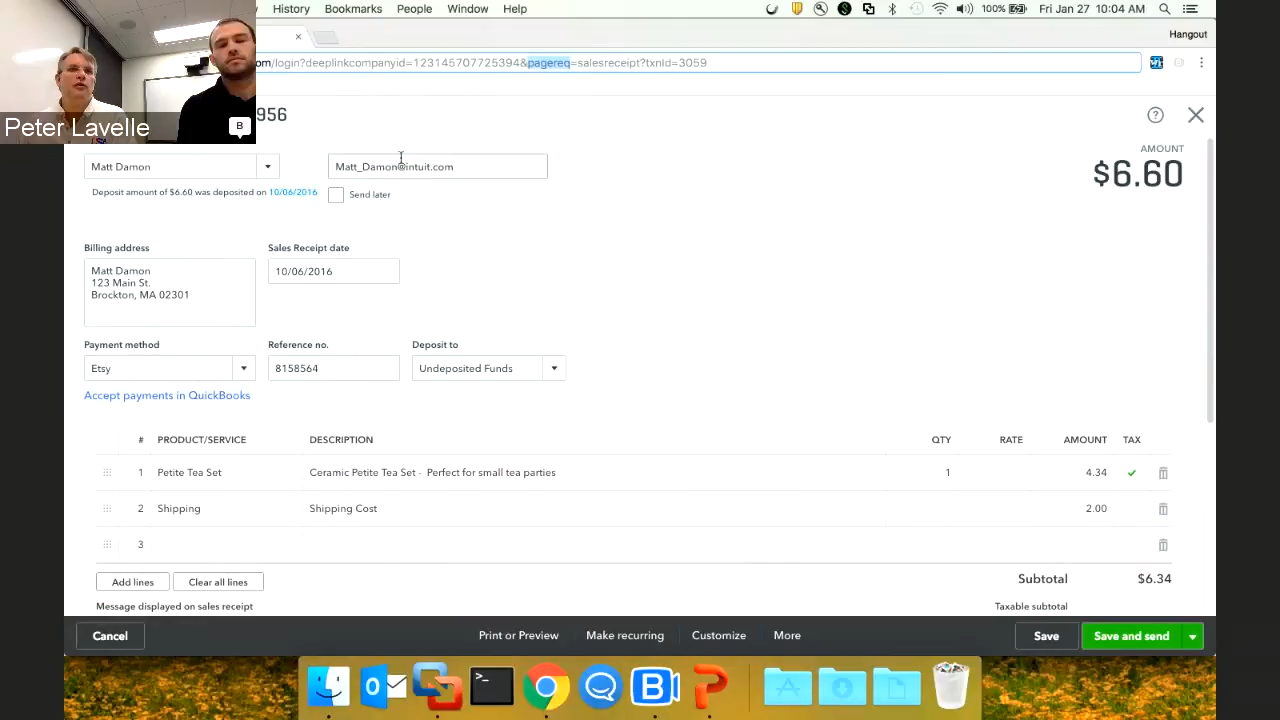 History Bookmarks People Window Help 100% Fri Jan 27 10:04 AM
Hangout
om/login?deeplinkcompanyid=123145707725394&pagereq=salesreceipt?txnId=3059
Peter Lavelle
B
956
Matt Damon
Matt_Damon@intuit.com
AMOUNT
$6.60
Deposit amount of $6.60 was deposited on 10/06/2016
Send later
Billing address
Sales Receipt date
Matt Damon
123 Main St.
Brockton, MA 02301
10/06/2016
Payment method
Reference no.
Deposit to
Etsy
8158564
Undeposited Funds
Accept payments in QuickBooks
# PRODUCT/SERVICE DESCRIPTION QTY RATE AMOUNT TAX
1 Petite Tea Set Ceramic Petite Tea Set - Perfect for small tea parties 1 4.34
2 Shipping Shipping Cost 2.00
3
Add lines Clear all lines Subtotal $6.34
Message displayed on sales receipt Taxable subtotal
Cancel Print or Preview Make recurring Customize More Save Save and send